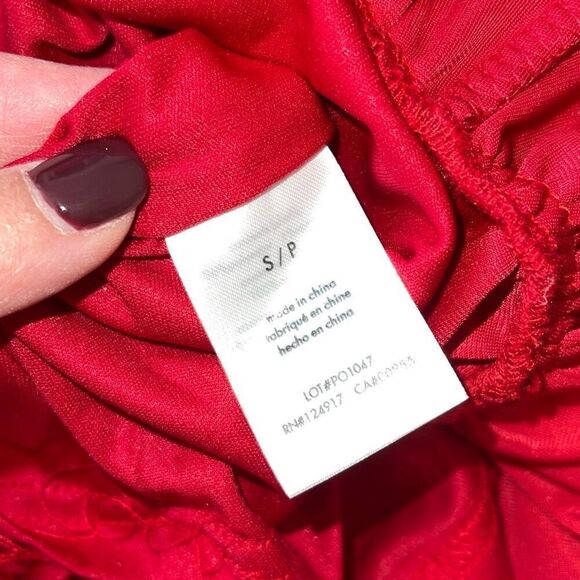 S / P
made in china
fabriqué en chine
hecho en china
LOT#PO1047
RN#124917